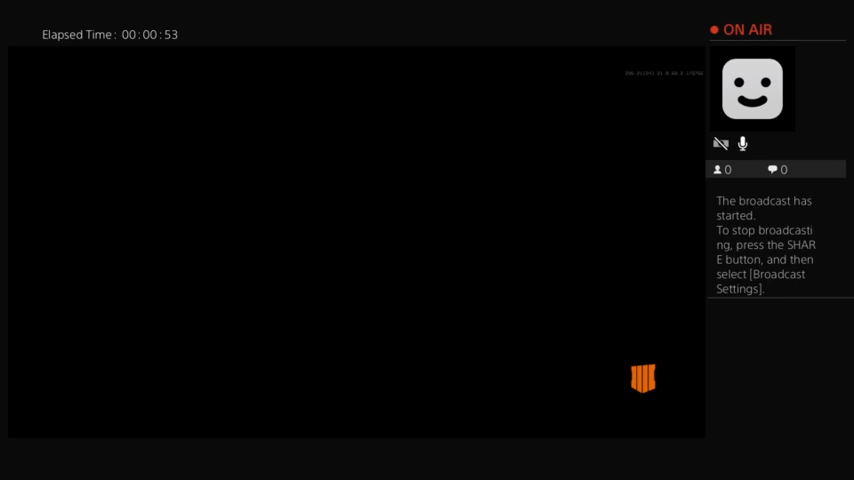 Elapsed Time: 00:00:53
ON AIR
0
0
The broadcast has
started.
To stop broadcasti
ng, press the SHAR
E button, and then
select [Broadcast
Settings].